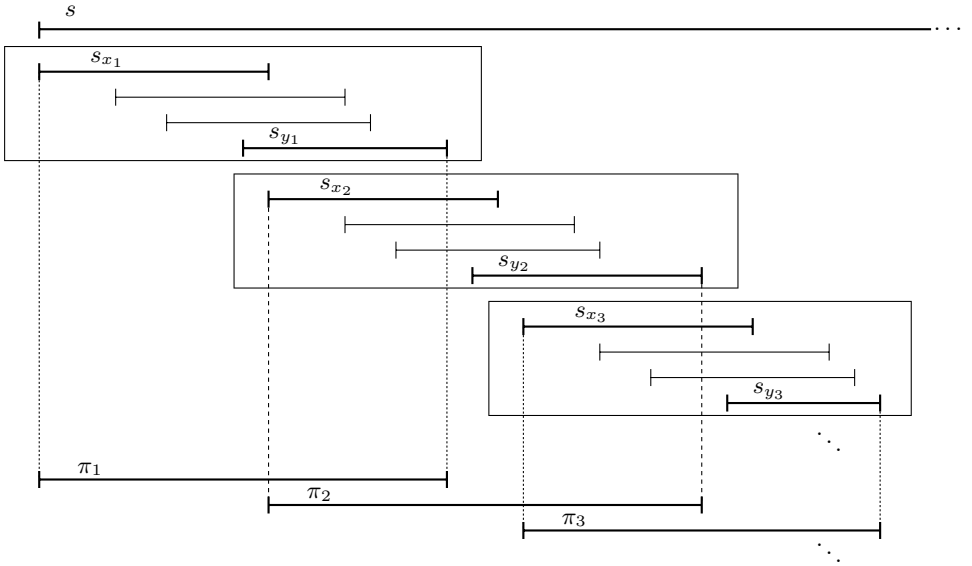 s
⋯
s_{x_1}
s_{y_1}
s_{x_2}
s_{y_2}
s_{x_3}
s_{y_3}
⋱
π_1
π_2
π_3
⋱